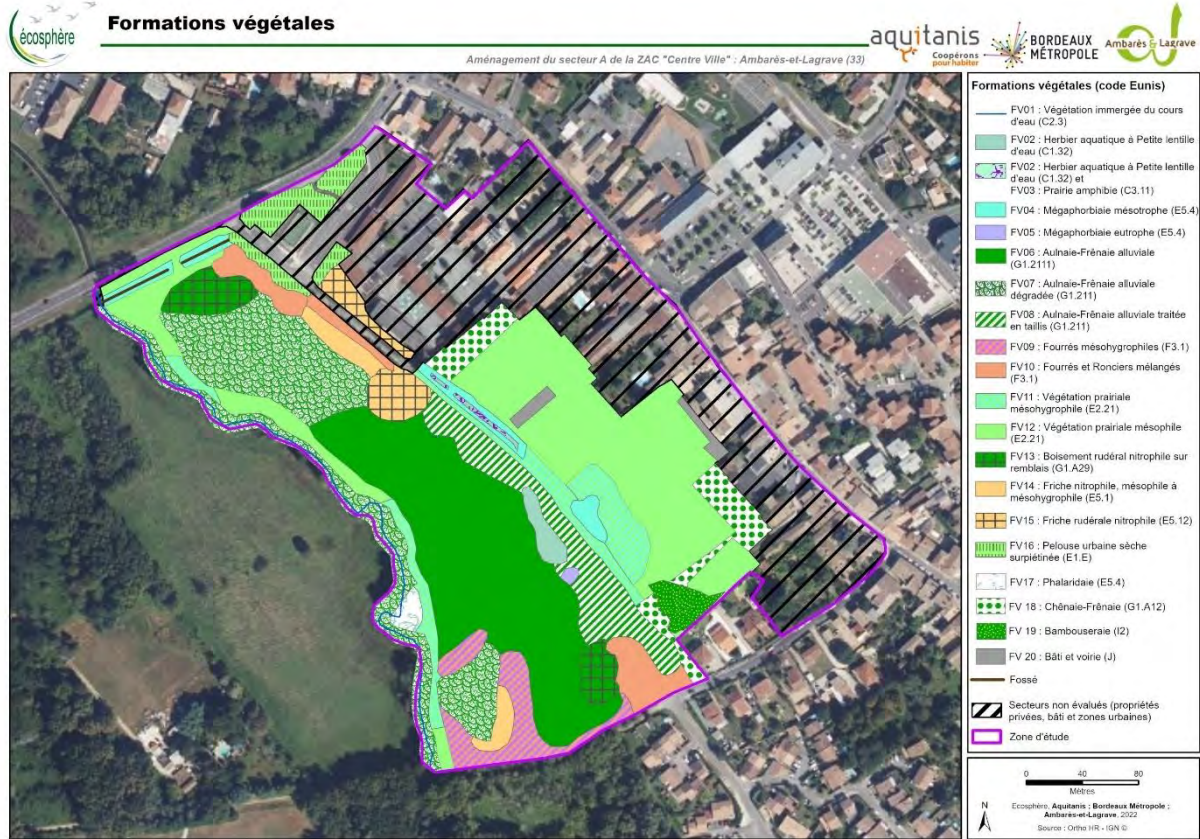 écosphère
Formations végétales
Aménagement du secteur A de la ZAC "Centre Ville" : Ambarès-et-Lagrave (33)
aquitanis
Coopérons
pour habiter
BORDEAUX
MÉTROPOLE
Ambarès & Lagrave
Formations végétales (code Eunis)
FV01 : Végétation immergée du cours
d'eau (C2.3)
FV02 : Herbier aquatique à Petite lentille
d'eau (C1.32)
FV02 : Herbier aquatique à Petite lentille
d'eau (C1.32) et
FV03 : Prairie amphibie (C3.11)
FV04 : Mégaphorbiaie mésotrophe (E5.4)
FV05 : Mégaphorbiaie eutrophe (E5.4)
FV06 : Aulnaie-Frênaie alluviale
(G1.2111)
FV07 : Aulnaie-Frênaie alluviale
dégradée (G1.211)
FV08 : Aulnaie-Frênaie alluviale traitée
en taillis (G1.211)
FV09 : Fourrés mésohygrophiles (F3.1)
FV10 : Fourrés et Ronciers mélangés
(F3.1)
FV11 : Végétation prairiale
mésohygrophile (E2.21)
FV12 : Végétation prairiale mésophile
(E2.21)
FV13 : Boisement rudéral nitrophile sur
remblais (G1.A29)
FV14 : Friche nitrophile, mésophile à
mésohygrophile (E5.1)
FV15 : Friche rudérale nitrophile (E5.12)
FV16 : Pelouse urbaine sèche
surpiétinée (E1.E)
FV17 : Phalaridaie (E5.4)
FV 18 : Chênaie-Frênaie (G1.A12)
FV 19 : Bambouseraie (I2)
FV 20 : Bâti et voirie (J)
Fossé
Secteurs non évalués (propriétés
privées, bâti et zones urbaines)
Zone d'étude
0 40 80
Mètres
N
Ecosphère, Aquitanis ; Bordeaux Métropole ;
Ambarès-et-Lagrave, 2022
Source : Ortho HR - IGN ©